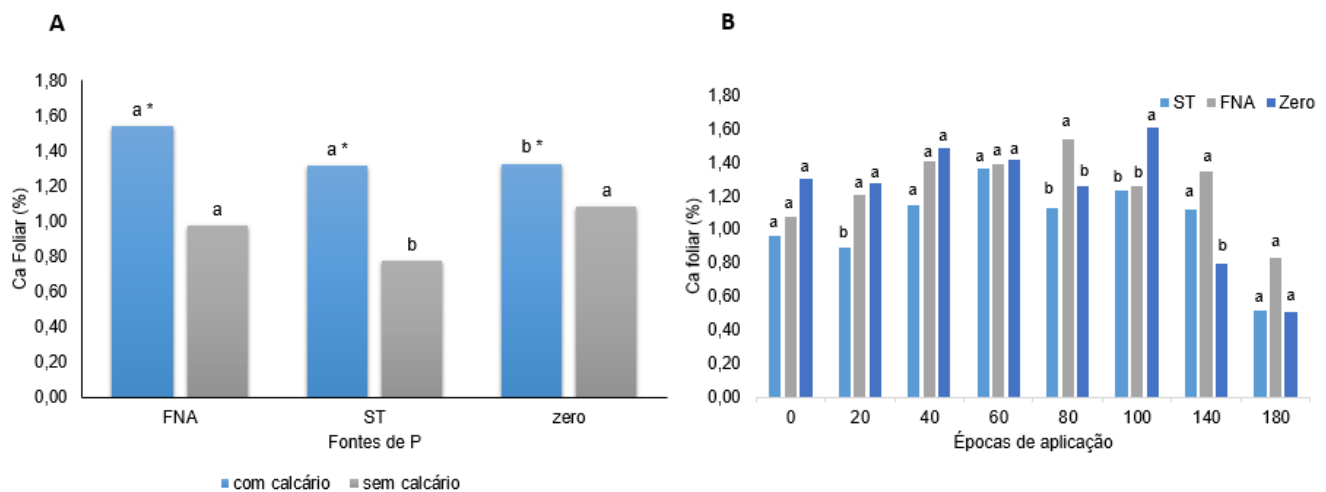 A
1,80
1,60
1,40
1,20
1,00
0,80
0,60
0,40
0,20
0,00
Ca Foliar (%)
a *
a
a *
b
b *
a
FNA
ST
zero
Fontes de P
com calcário
sem calcário
B
1,80
1,60
1,40
1,20
1,00
0,80
0,60
0,40
0,20
0,00
Ca foliar (%)
ST
FNA
Zero
a a a
b a a
a a a
a a a
b a b
b b a
a a b
a a a
0
20
40
60
80
100
140
180
Épocas de aplicação